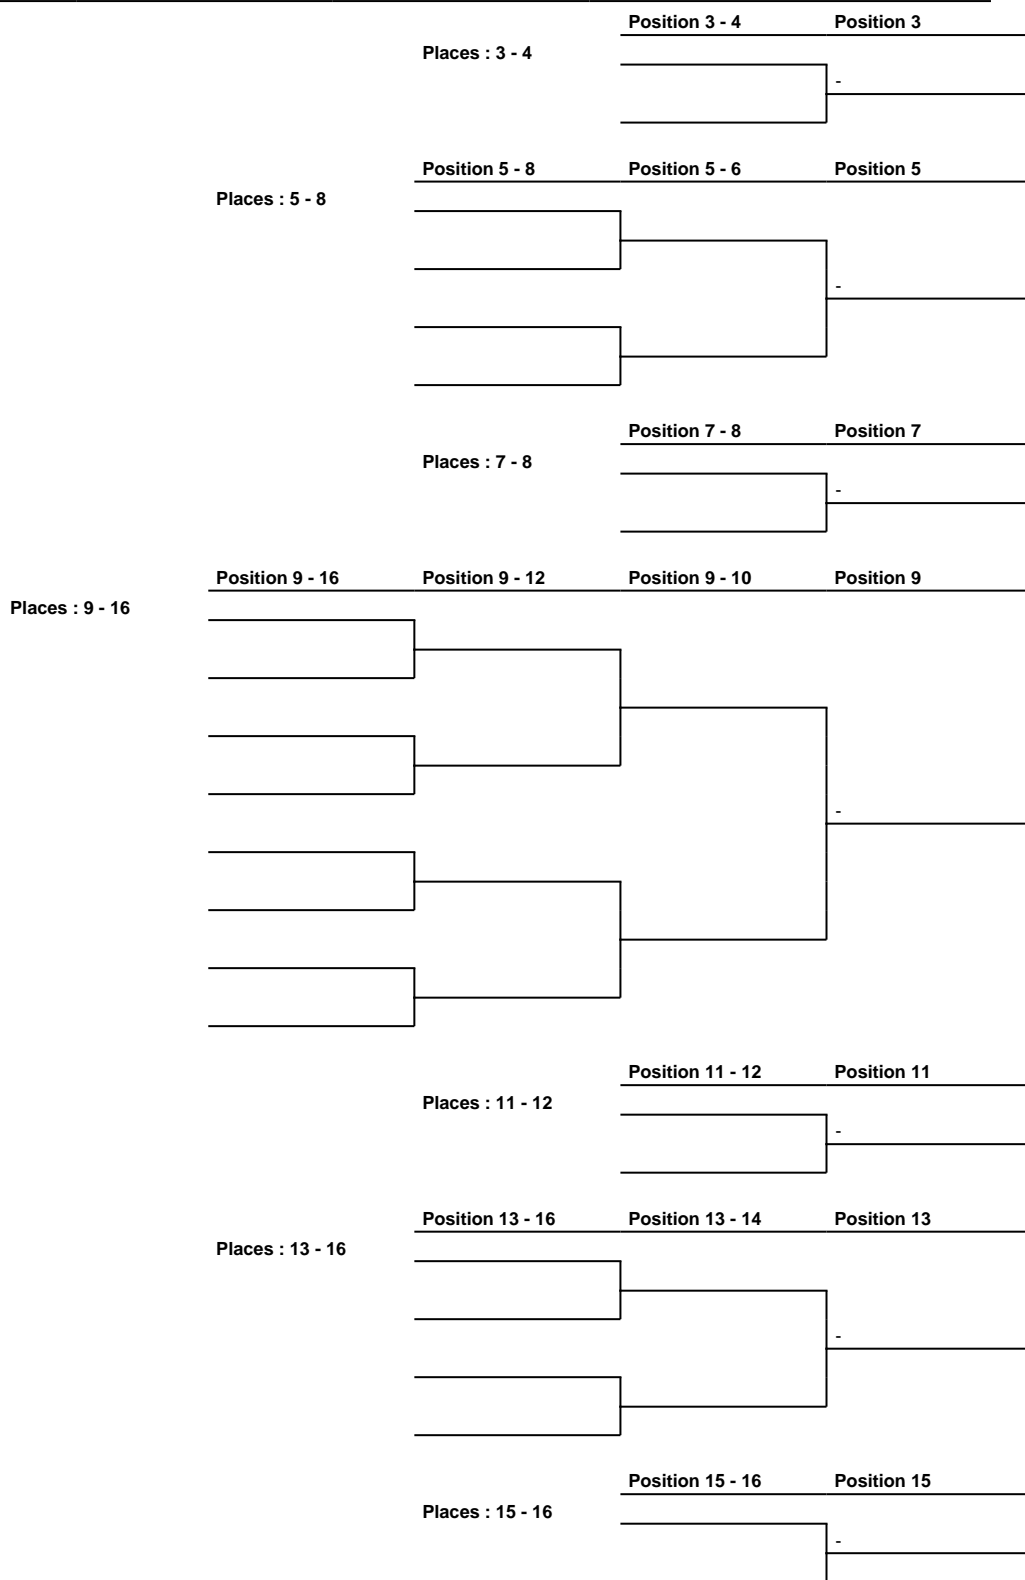 Position 3 - 4 Position 3
Places : 3 - 4
-
Position 5 - 8 Position 5 - 6 Position 5
Places : 5 - 8
-
Position 7 - 8 Position 7
Places : 7 - 8
-
Position 9 - 16 Position 9 - 12 Position 9 - 10 Position 9
Places : 9 - 16
-
Position 11 - 12 Position 11
Places : 11 - 12
-
Position 13 - 16 Position 13 - 14 Position 13
Places : 13 - 16
-
Position 15 - 16 Position 15
Places : 15 - 16
-